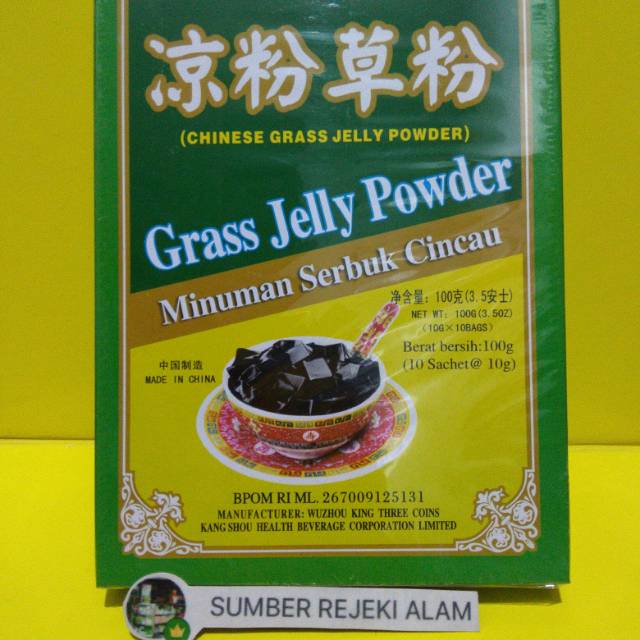 凉粉草粉
(CHINESE GRASS JELLY POWDER)
Grass Jelly Powder
Minuman Serbuk Cincau
净含量: 100克(3.5安士)
NET WT: 100G(3.5OZ)
(10G×10BAGS)
Berat bersih:100g
(10 Sachet@ 10g)
中国制造
MADE IN CHINA
BPOM RI ML. 267009125131
MANUFACTURER: WUZHOU KING THREE COINS
KANG SHOU HEALTH BEVERAGE CORPORATION LIMITED
SUMBER REJEKI ALAM